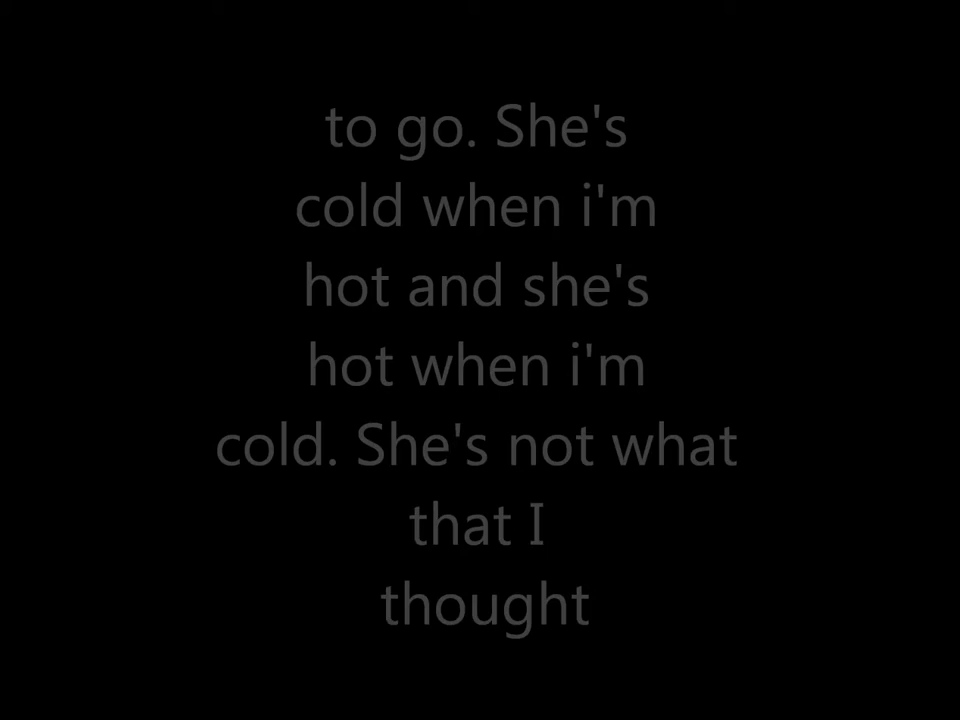 to go. She's
cold when i'm
hot and she's
hot when i'm
cold. She's not what
that I
thought